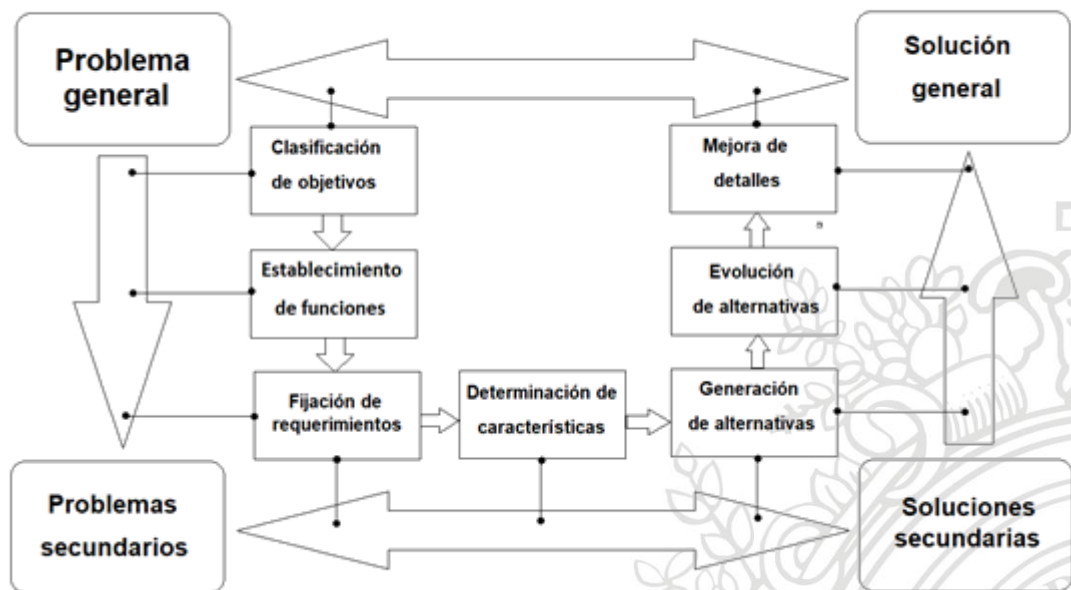 Problema
general
Solución
general
Clasificación
de objetivos
Mejora de
detalles
Establecimiento
de funciones
Evolución
de alternativas
Fijación de
requerimientos
Determinación de
características
Generación
de alternativas
Problemas
secundarios
Soluciones
secundarias